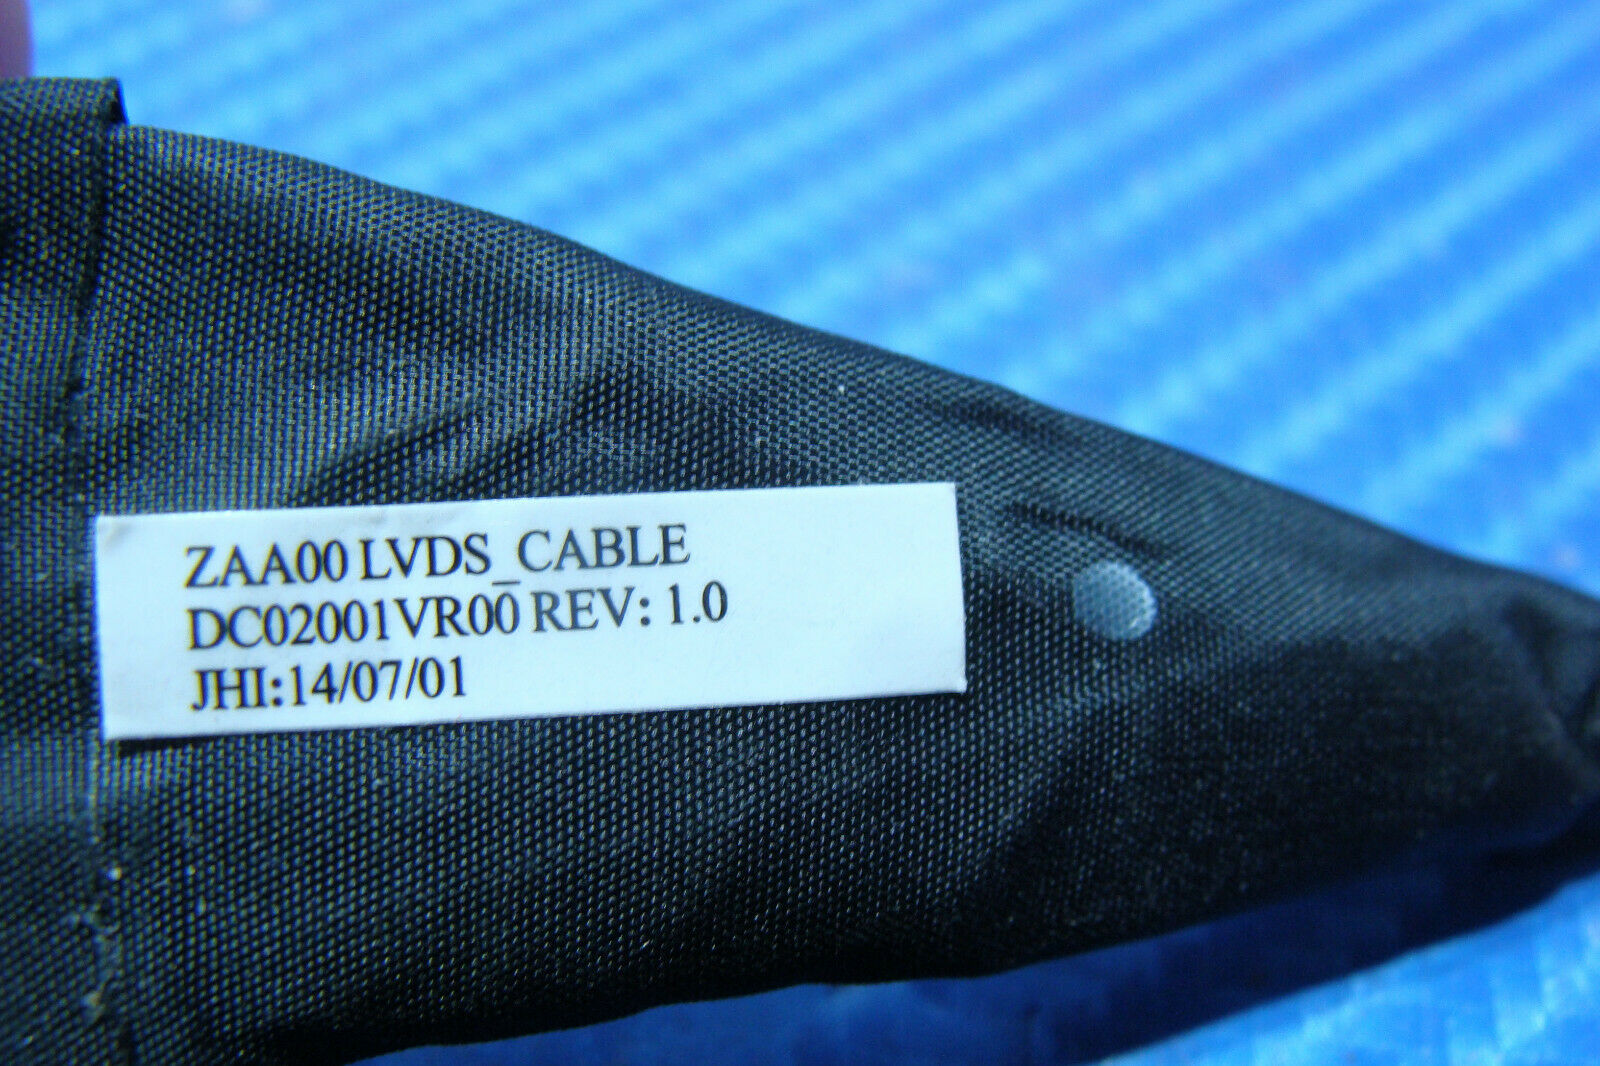 ZAA00 LVDS_CABLE
DC02001VR00 REV: 1.0
JHI:14/07/01